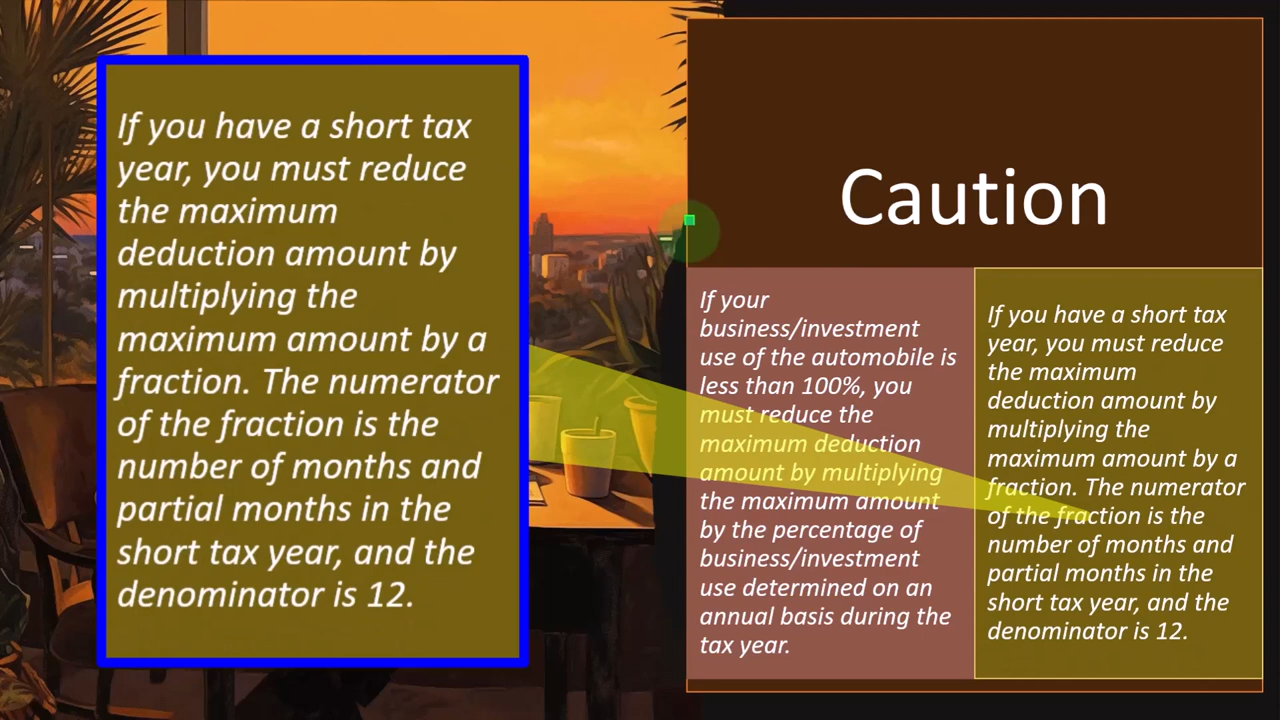 If you have a short tax
year, you must reduce
the maximum
deduction amount by
multiplying the
maximum amount by a
fraction. The numerator
of the fraction is the
number of months and
partial months in the
short tax year, and the
denominator is 12.
Caution
If your
business/investment
use of the automobile is
less than 100%, you
must reduce the
maximum deduction
amount by multiplying
the maximum amount
by the percentage of
business/investment
use determined on an
annual basis during the
tax year.
If you have a short tax
year, you must reduce
the maximum
deduction amount by
multiplying the
maximum amount by a
fraction. The numerator
of the fraction is the
number of months and
partial months in the
short tax year, and the
denominator is 12.